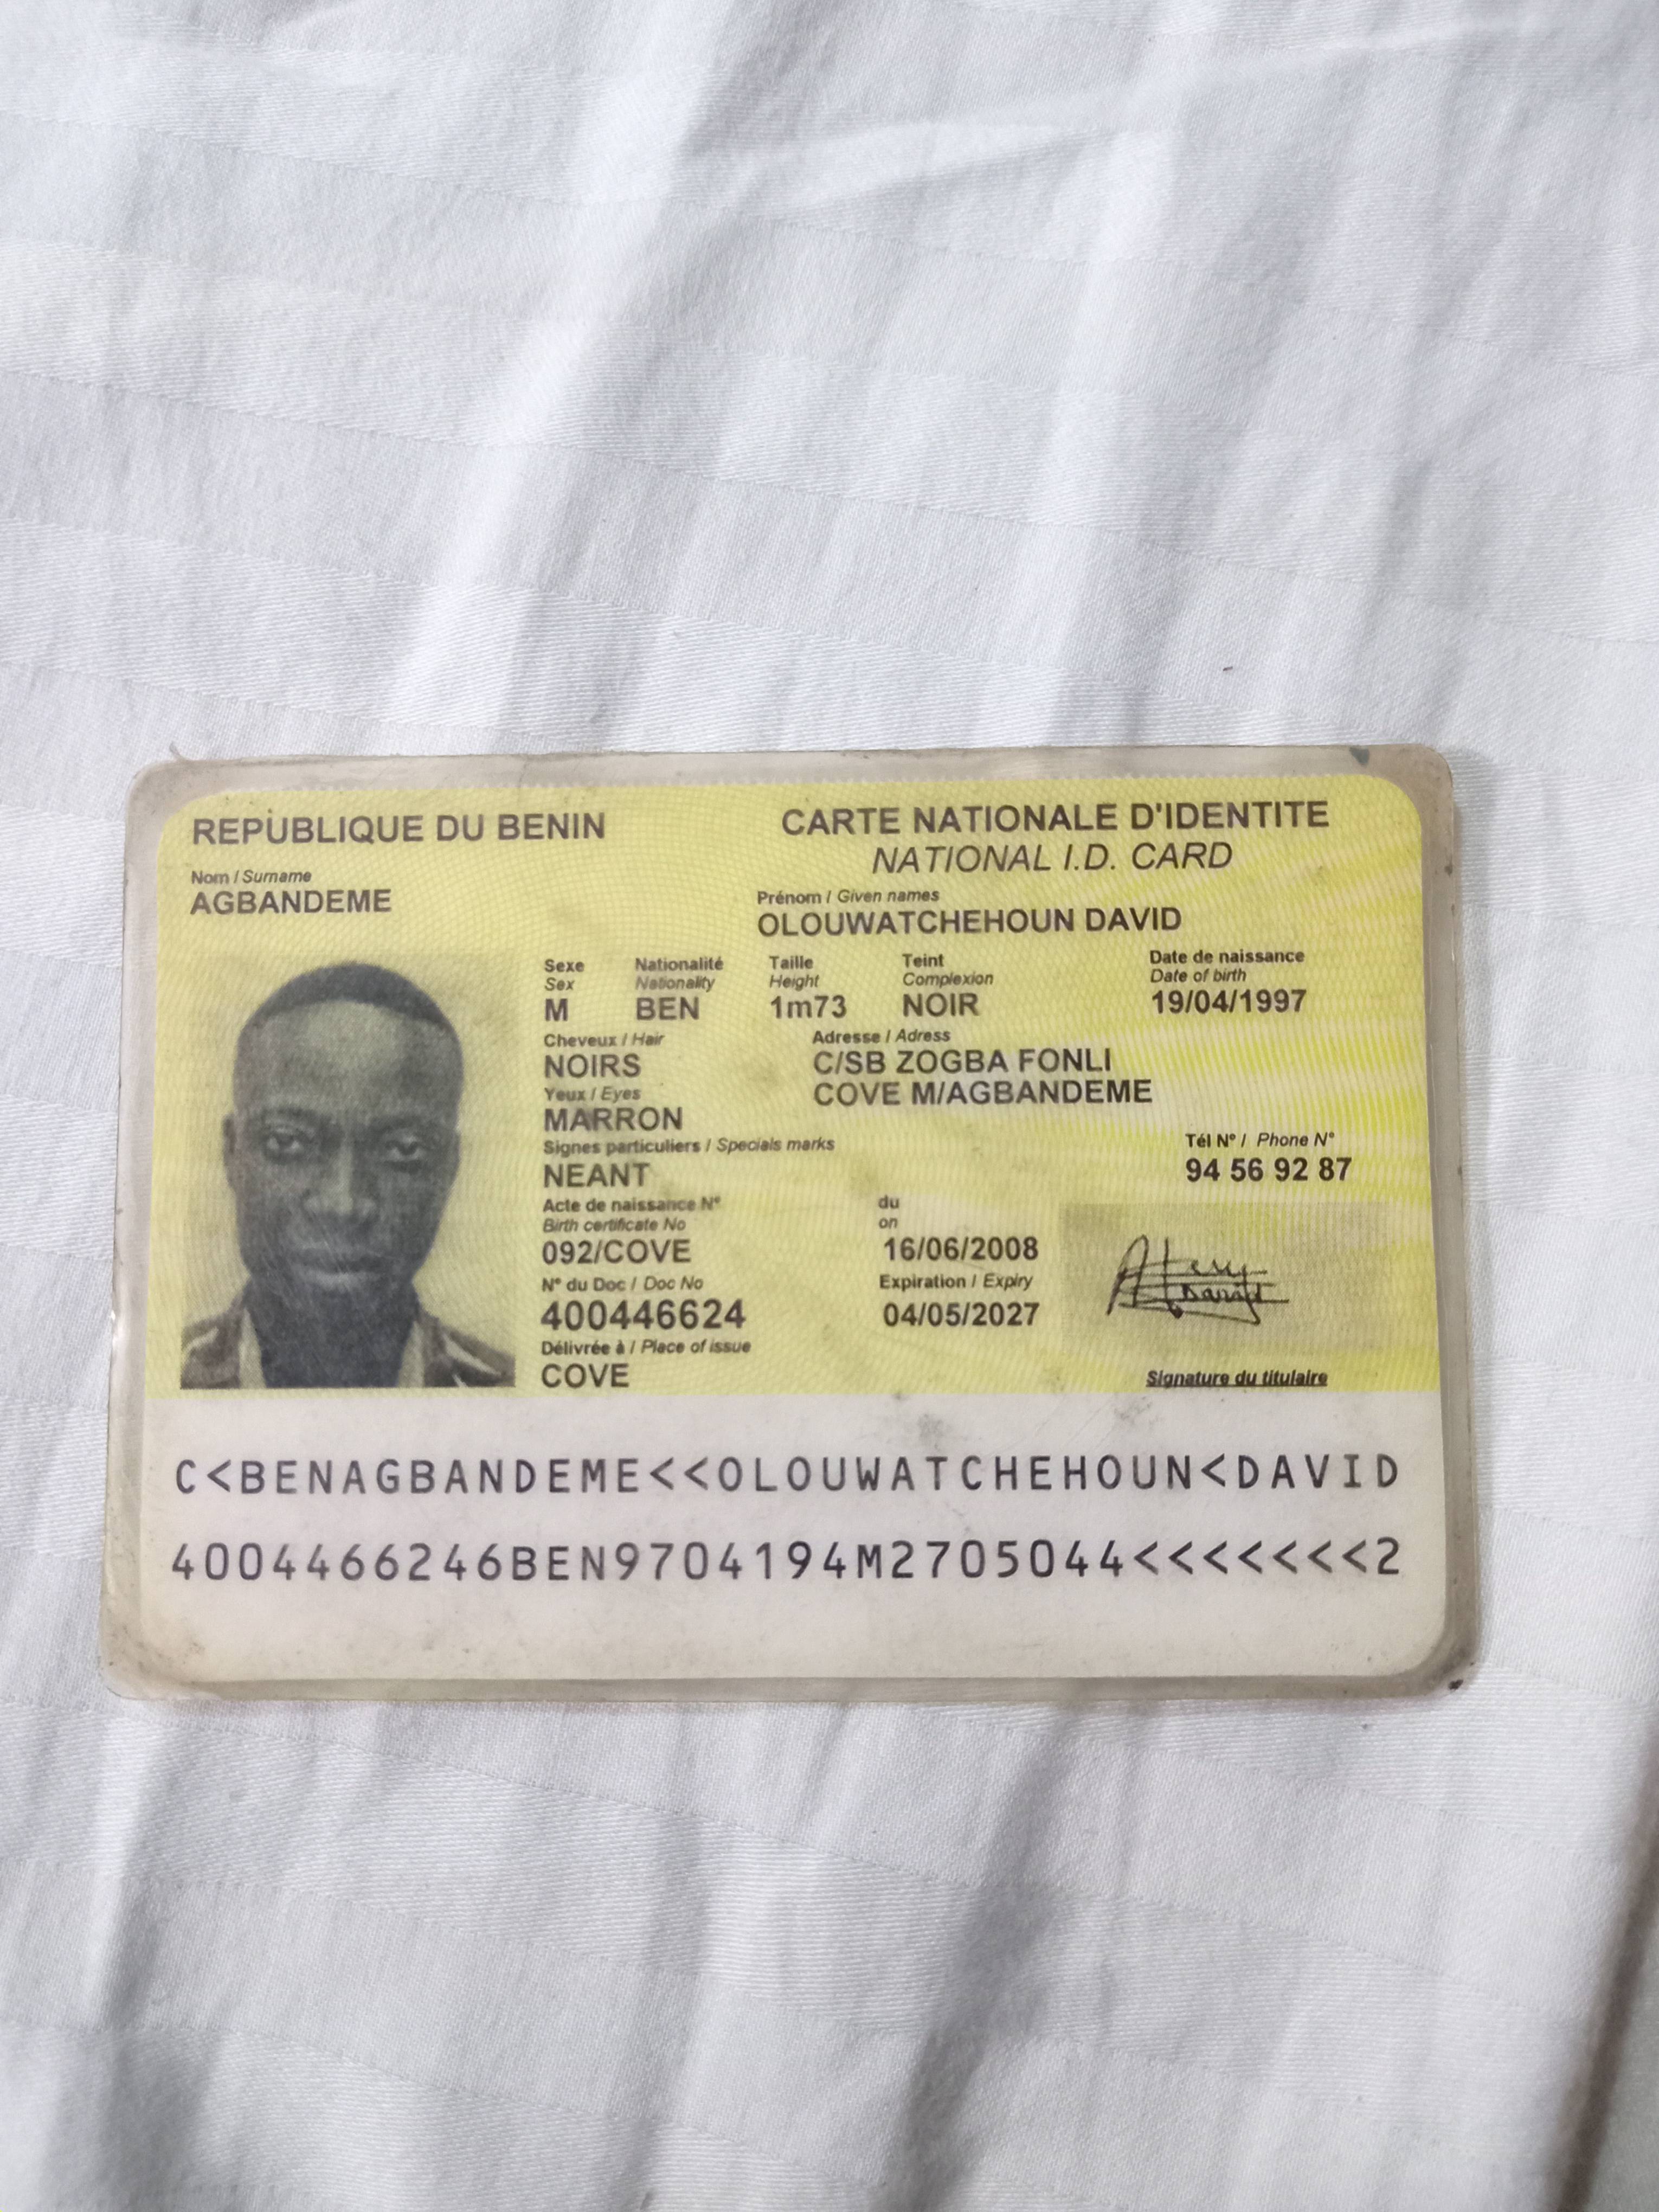 REPUBLIQUE DU BENIN
CARTE NATIONALE D'IDENTITE
NATIONAL I.D. CARD
Nom / Surname
AGBANDEME
Prénom / Given names
OLOUWATCHEHOUN DAVID
Sexe Nationalité Taille Teint Date de naissance
Sex Nationality Height Complexion Date of birth
M BEN 1m73 NOIR 19/04/1997
Cheveux / Hair Adresse / Adress
NOIRS C/SB ZOGBA FONLI
Yeux / Eyes COVE M/AGBANDEME
MARRON
Signes particuliers / Specials marks Tél N° / Phone N°
NEANT 94 56 92 87
Acte de naissance N° du
Birth certificate No on
092/COVE 16/06/2008
N° du Doc / Doc No Expiration / Expiry
400446624 04/05/2027
Délivrée à / Place of issue
COVE Signature du titulaire
C<BENAGBANDEME<<OLOUWATCHEHOUN<DAVID
4004466246BEN9704194M2705044<<<<<<<2